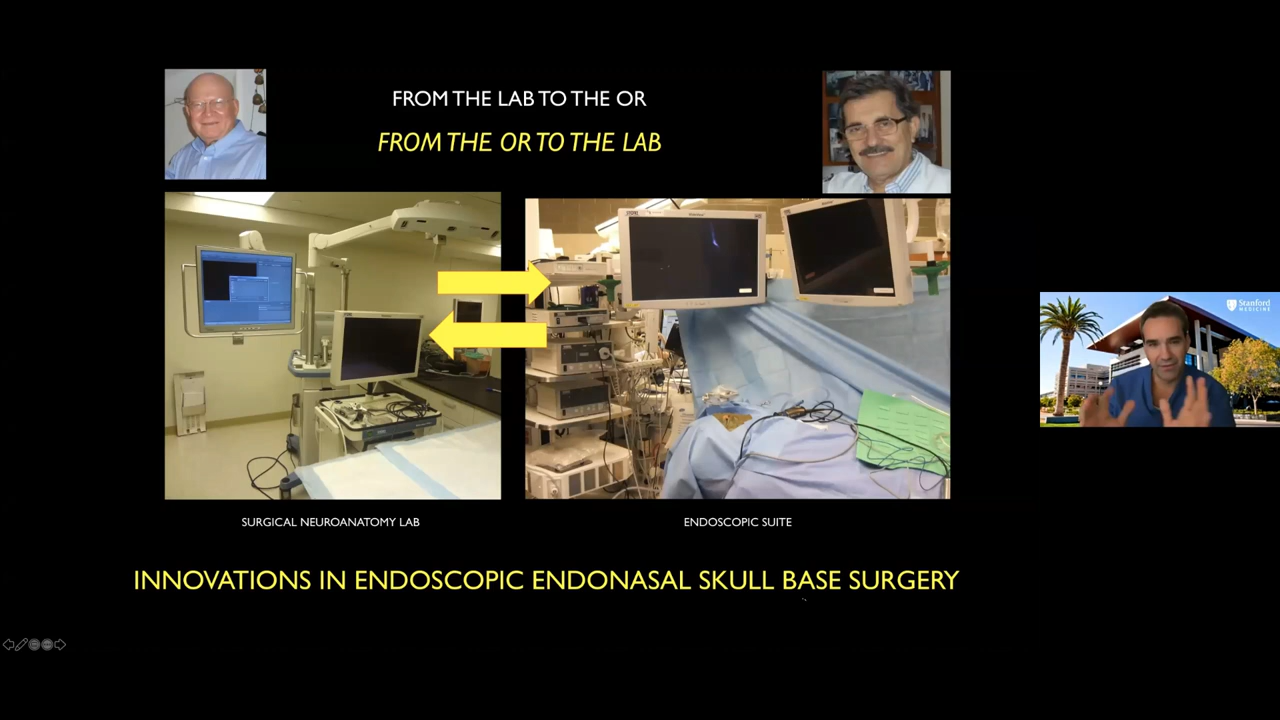 FROM THE LAB TO THE OR
FROM THE OR TO THE LAB
Stanford
MEDICINE
SURGICAL NEUROANATOMY LAB
ENDOSCOPIC SUITE
INNOVATIONS IN ENDOSCOPIC ENDONASAL SKULL BASE SURGERY